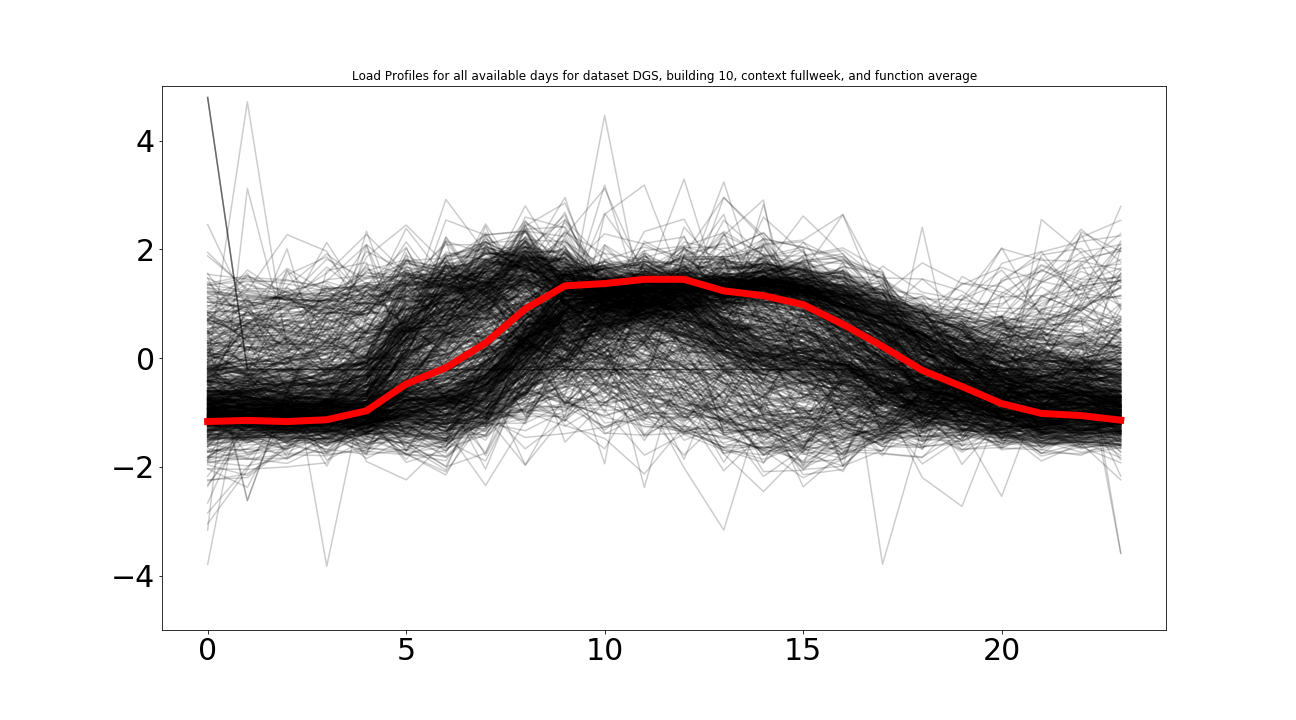 Load Profiles for all available days for dataset DGS, building 10, context fullweek, and function average
4
2
0
−2
−4
0 5 10 15 20